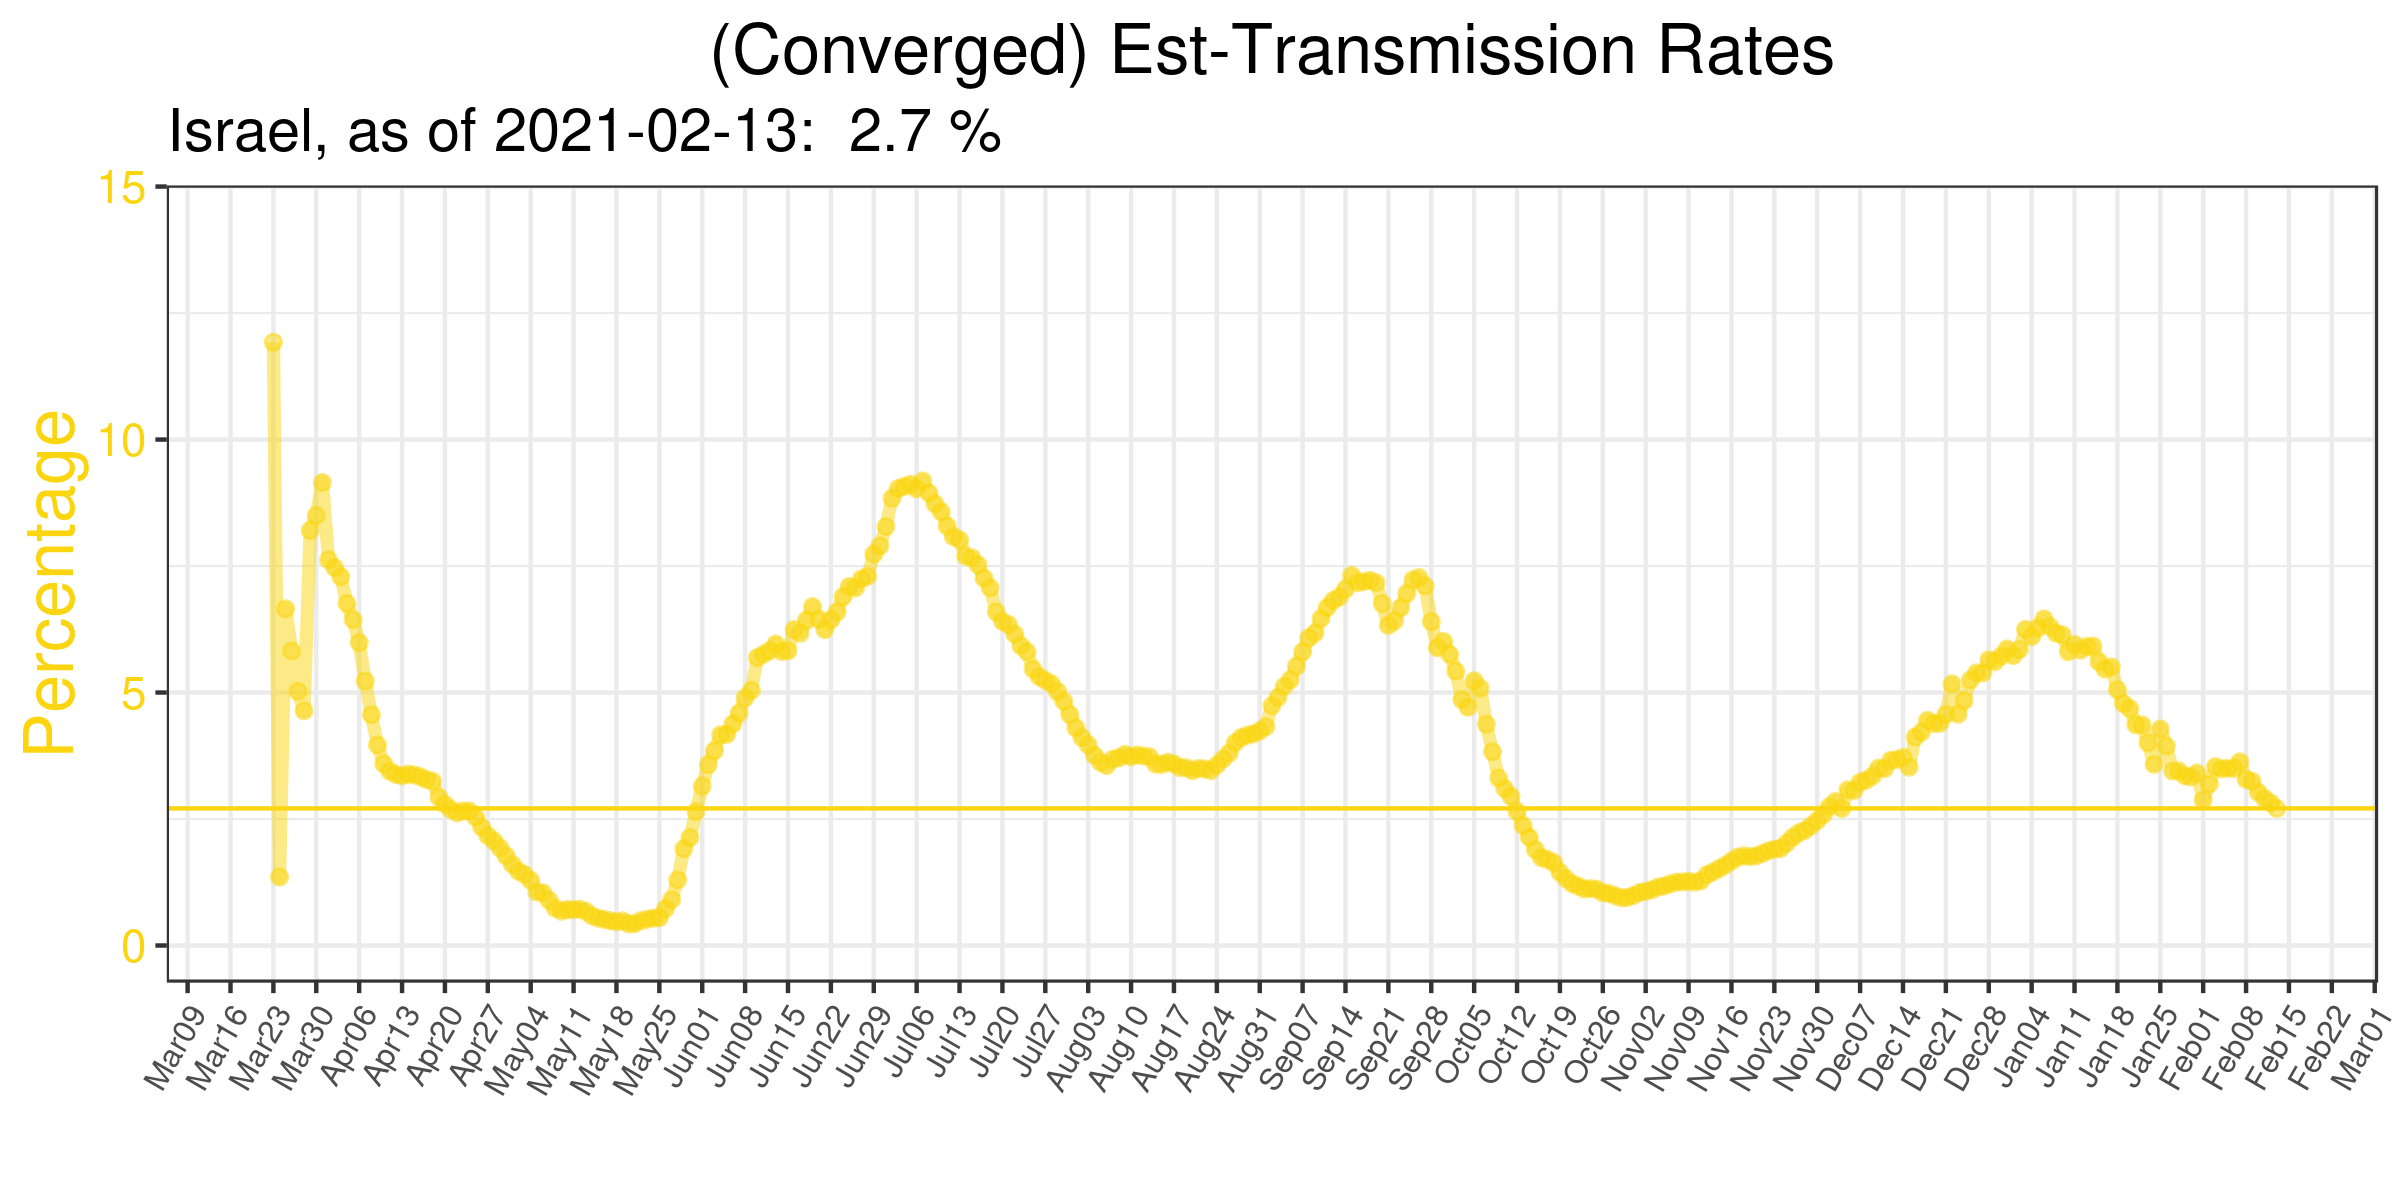 (Converged) Est-Transmission Rates
Israel, as of 2021-02-13:  2.7 %
Percentage
15
10
5
0
Mar09
Mar16
Mar23
Mar30
Apr06
Apr13
Apr20
Apr27
May04
May11
May18
May25
Jun01
Jun08
Jun15
Jun22
Jun29
Jul06
Jul13
Jul20
Jul27
Aug03
Aug10
Aug17
Aug24
Aug31
Sep07
Sep14
Sep21
Sep28
Oct05
Oct12
Oct19
Oct26
Nov02
Nov09
Nov16
Nov23
Nov30
Dec07
Dec14
Dec21
Dec28
Jan04
Jan11
Jan18
Jan25
Feb01
Feb08
Feb15
Feb22
Mar01